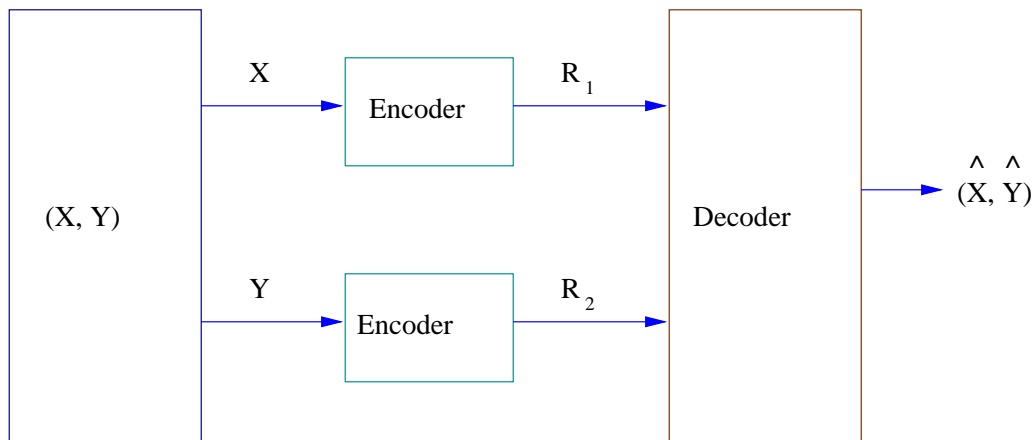 X
Encoder
R1
(X, Y)
Decoder
(X̂, Ŷ)
Y
Encoder
R2